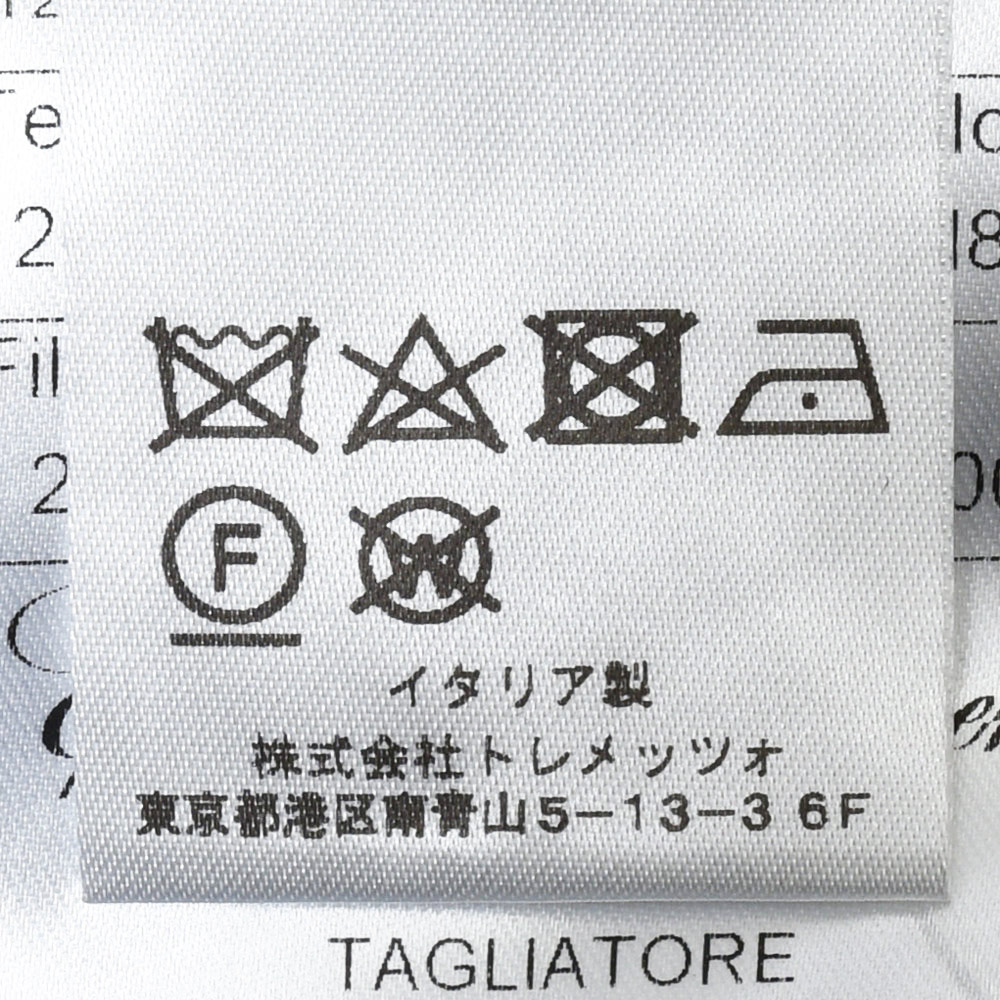 F
W
イタリア製
株式会社トレメッツォ
東京都港区南青山5-13-3 6F
TAGLIATORE